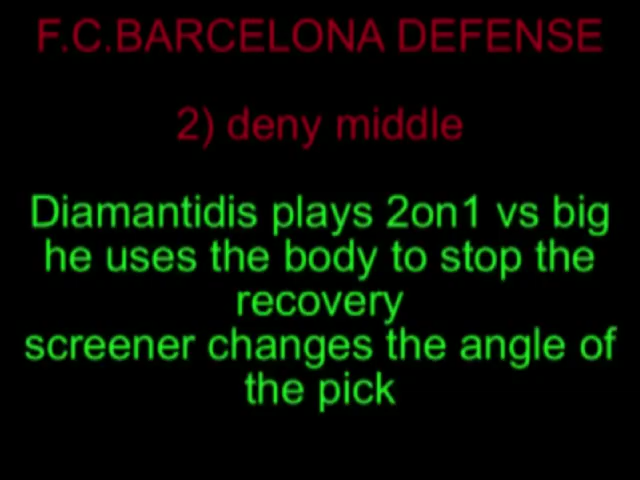 F.C.BARCELONA DEFENSE
2) deny middle
Diamantidis plays 2on1 vs big
he uses the body to stop the
recovery
screener changes the angle of
the pick